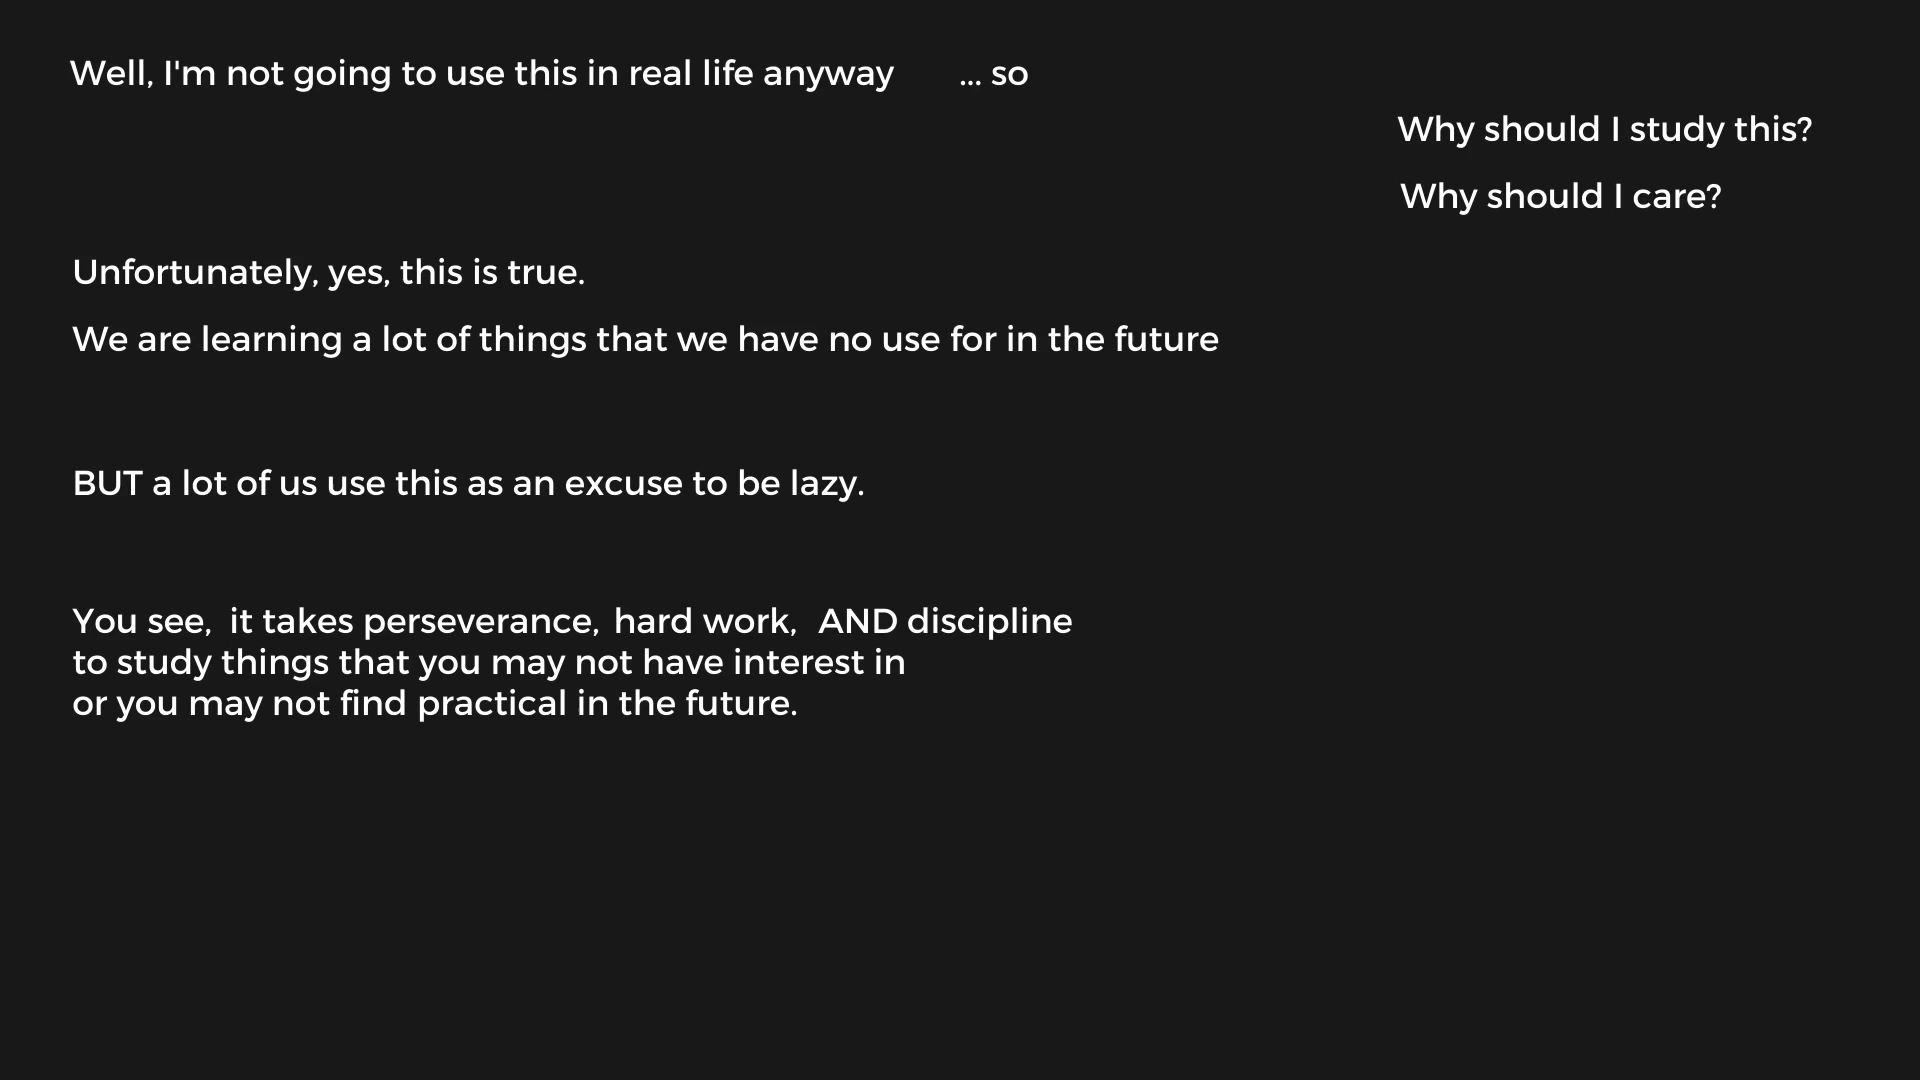 Well, I'm not going to use this in real life anyway ... so
Why should I study this?
Why should I care?
Unfortunately, yes, this is true.
We are learning a lot of things that we have no use for in the future
BUT a lot of us use this as an excuse to be lazy.
You see, it takes perseverance, hard work, AND discipline
to study things that you may not have interest in
or you may not find practical in the future.